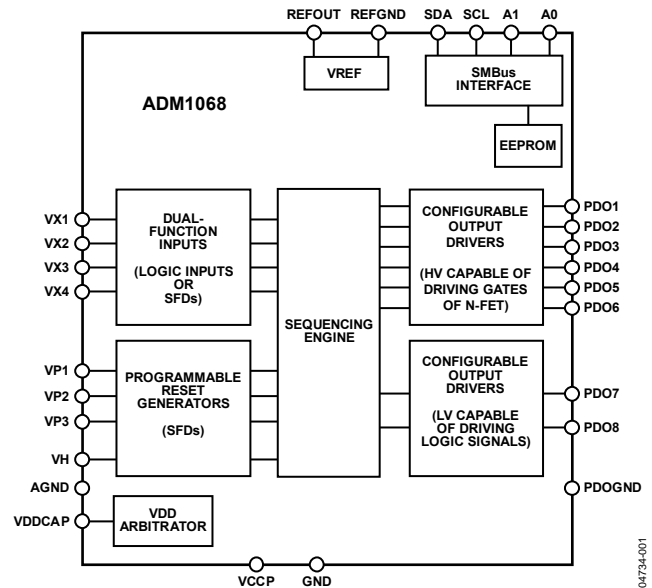 REFOUT REFGND SDA SCL A1 A0
VREF
SMBus
INTERFACE
ADM1068
EEPROM
VX1
VX2
VX3
VX4
DUAL-
FUNCTION
INPUTS
(LOGIC INPUTS
OR
SFDs)
SEQUENCING
ENGINE
CONFIGURABLE
OUTPUT
DRIVERS
(HV CAPABLE OF
DRIVING GATES
OF N-FET)
PDO1
PDO2
PDO3
PDO4
PDO5
PDO6
VP1
VP2
VP3
VH
PROGRAMMABLE
RESET
GENERATORS
(SFDs)
CONFIGURABLE
OUTPUT
DRIVERS
(LV CAPABLE
OF DRIVING
LOGIC SIGNALS)
PDO7
PDO8
AGND
PDOGND
VDDCAP
VDD
ARBITRATOR
VCCP GND
04734-001